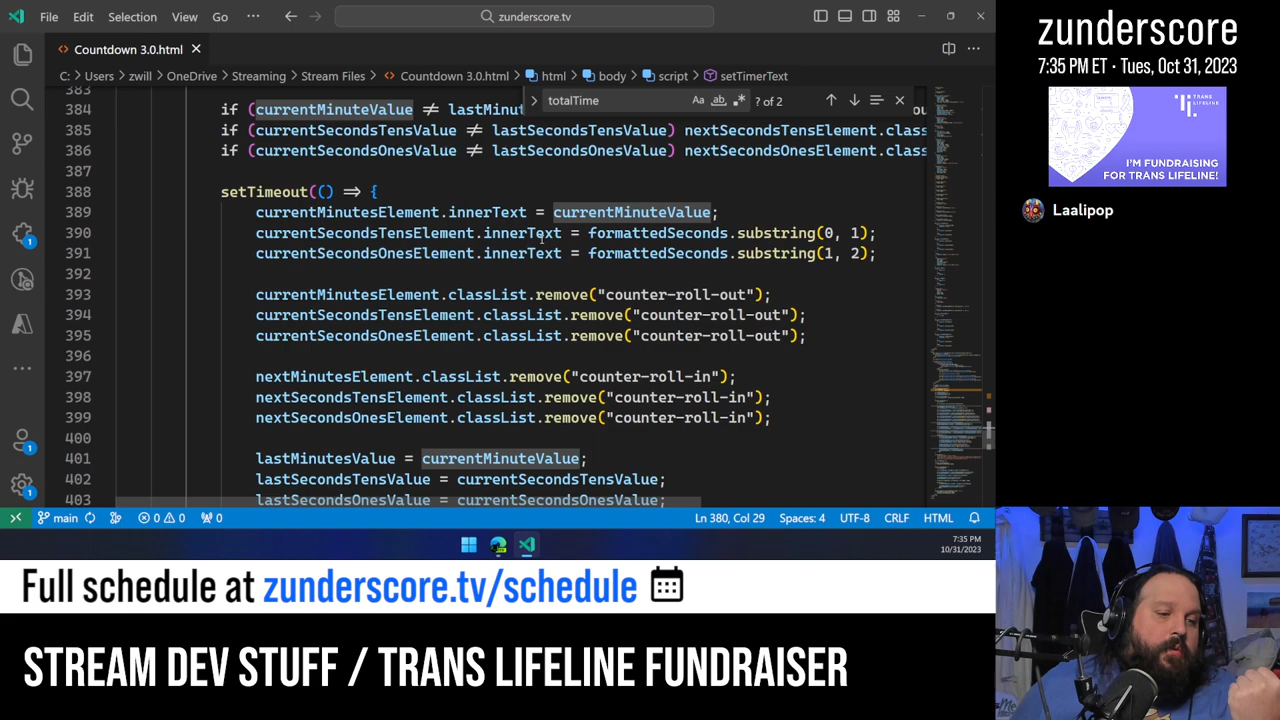 File Edit Selection View Go ··· zunderscore.tv
Countdown 3.0.html
C: > Users > zwill > OneDrive > Streaming > Stream Files > Countdown 3.0.html > html > body > script > setTimerText
totalTime Aa ab .* ? of 2
383
384 if (currentMinuteValue ≠ lastMinut
385 if (currentSecondsTensValue ≠ lastSecondsTensValue) nextSecondsTensElement.class
386 if (currentSecondsOnesValue ≠ lastSecondsOnesValue) nextSecondsOnesElement.class
387
388 setTimeout(() ⇒ {
389 currentMinutesElement.innerText = currentMinuteValue;
390 currentSecondsTensElement.innerText = formattedSeconds.substring(0, 1);
391 currentSecondsOnesElement.innerText = formattedSeconds.substring(1, 2);
392
393 currentMinutesElement.classList.remove("counter-roll-out");
394 currentSecondsTensElement.classList.remove("counter-roll-out");
395 currentSecondsOnesElement.classList.remove("counter-roll-out");
396
397 nextMinutesElement.classList.remove("counter-roll-in");
398 nextSecondsTensElement.classList.remove("counter-roll-in");
399 nextSecondsOnesElement.classList.remove("counter-roll-in");
400
401 lastMinutesValue = currentMinuteValue;
402 lastSecondsTensValue = currentSecondsTensValue;
403 lastSecondsOnesValue = currentSecondsOnesValue;
main 0 0 0 Ln 380, Col 29 Spaces: 4 UTF-8 CRLF HTML
7:35 PM
10/31/2023
zunderscore
7:35 PM ET · Tues, Oct 31, 2023
TRANS
LIFELINE
I'M FUNDRAISING
FOR TRANS LIFELINE!
Laalipop
Full schedule at zunderscore.tv/schedule
STREAM DEV STUFF / TRANS LIFELINE FUNDRAISER